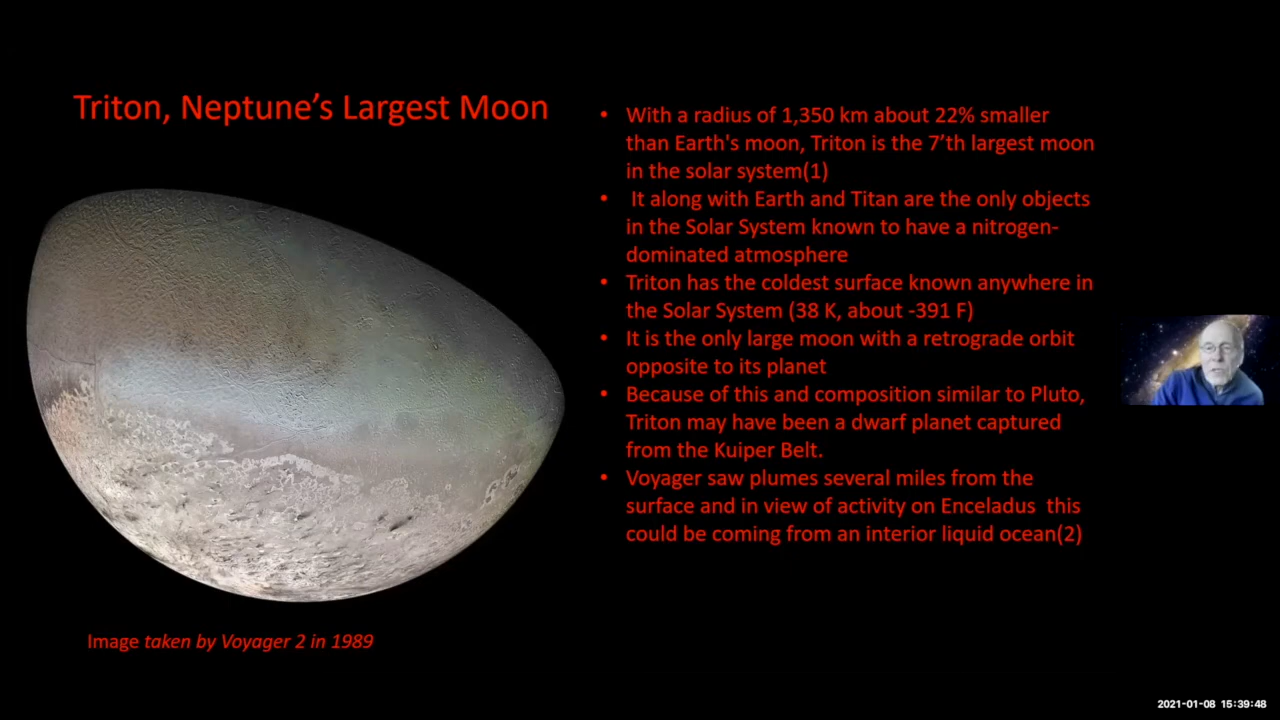 Triton, Neptune’s Largest Moon
• With a radius of 1,350 km about 22% smaller
than Earth's moon, Triton is the 7’th largest moon
in the solar system(1)
• It along with Earth and Titan are the only objects
in the Solar System known to have a nitrogen-
dominated atmosphere
• Triton has the coldest surface known anywhere in
the Solar System (38 K, about -391 F)
• It is the only large moon with a retrograde orbit
opposite to its planet
• Because of this and composition similar to Pluto,
Triton may have been a dwarf planet captured
from the Kuiper Belt.
• Voyager saw plumes several miles from the
surface and in view of activity on Enceladus  this
could be coming from an interior liquid ocean(2)
Image taken by Voyager 2 in 1989
2021-01-08 15:39:48